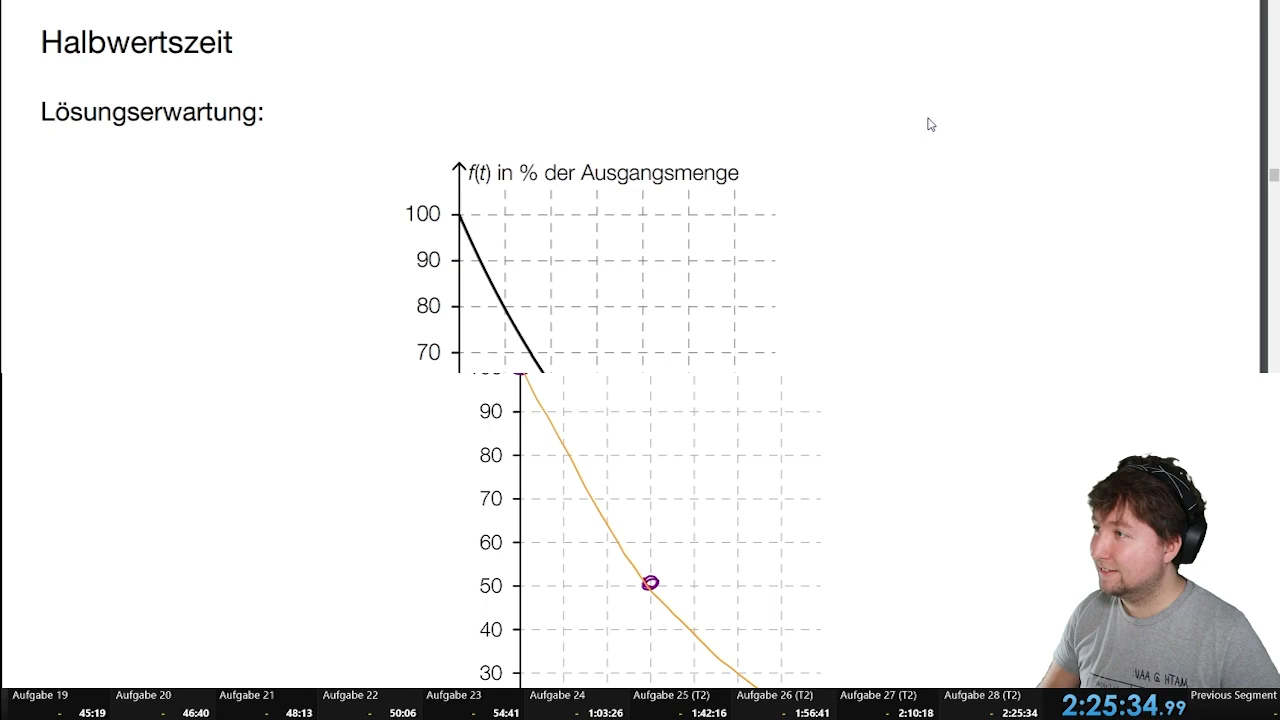 Halbwertszeit
Lösungserwartung:
f(t) in % der Ausgangsmenge
100
90
80
70
90
80
70
60
50
40
30
VAA G HTAM
Aufgabe 19 Aufgabe 20 Aufgabe 21 Aufgabe 22 Aufgabe 23 Aufgabe 24 Aufgabe 25 (T2) Aufgabe 26 (T2) Aufgabe 27 (T2) Aufgabe 28 (T2) 2:25:34.99 Previous Segment
- 45:19 - 46:40 - 48:13 - 50:06 - 54:41 - 1:03:26 - 1:42:16 - 1:56:41 - 2:10:18 - 2:25:34 -